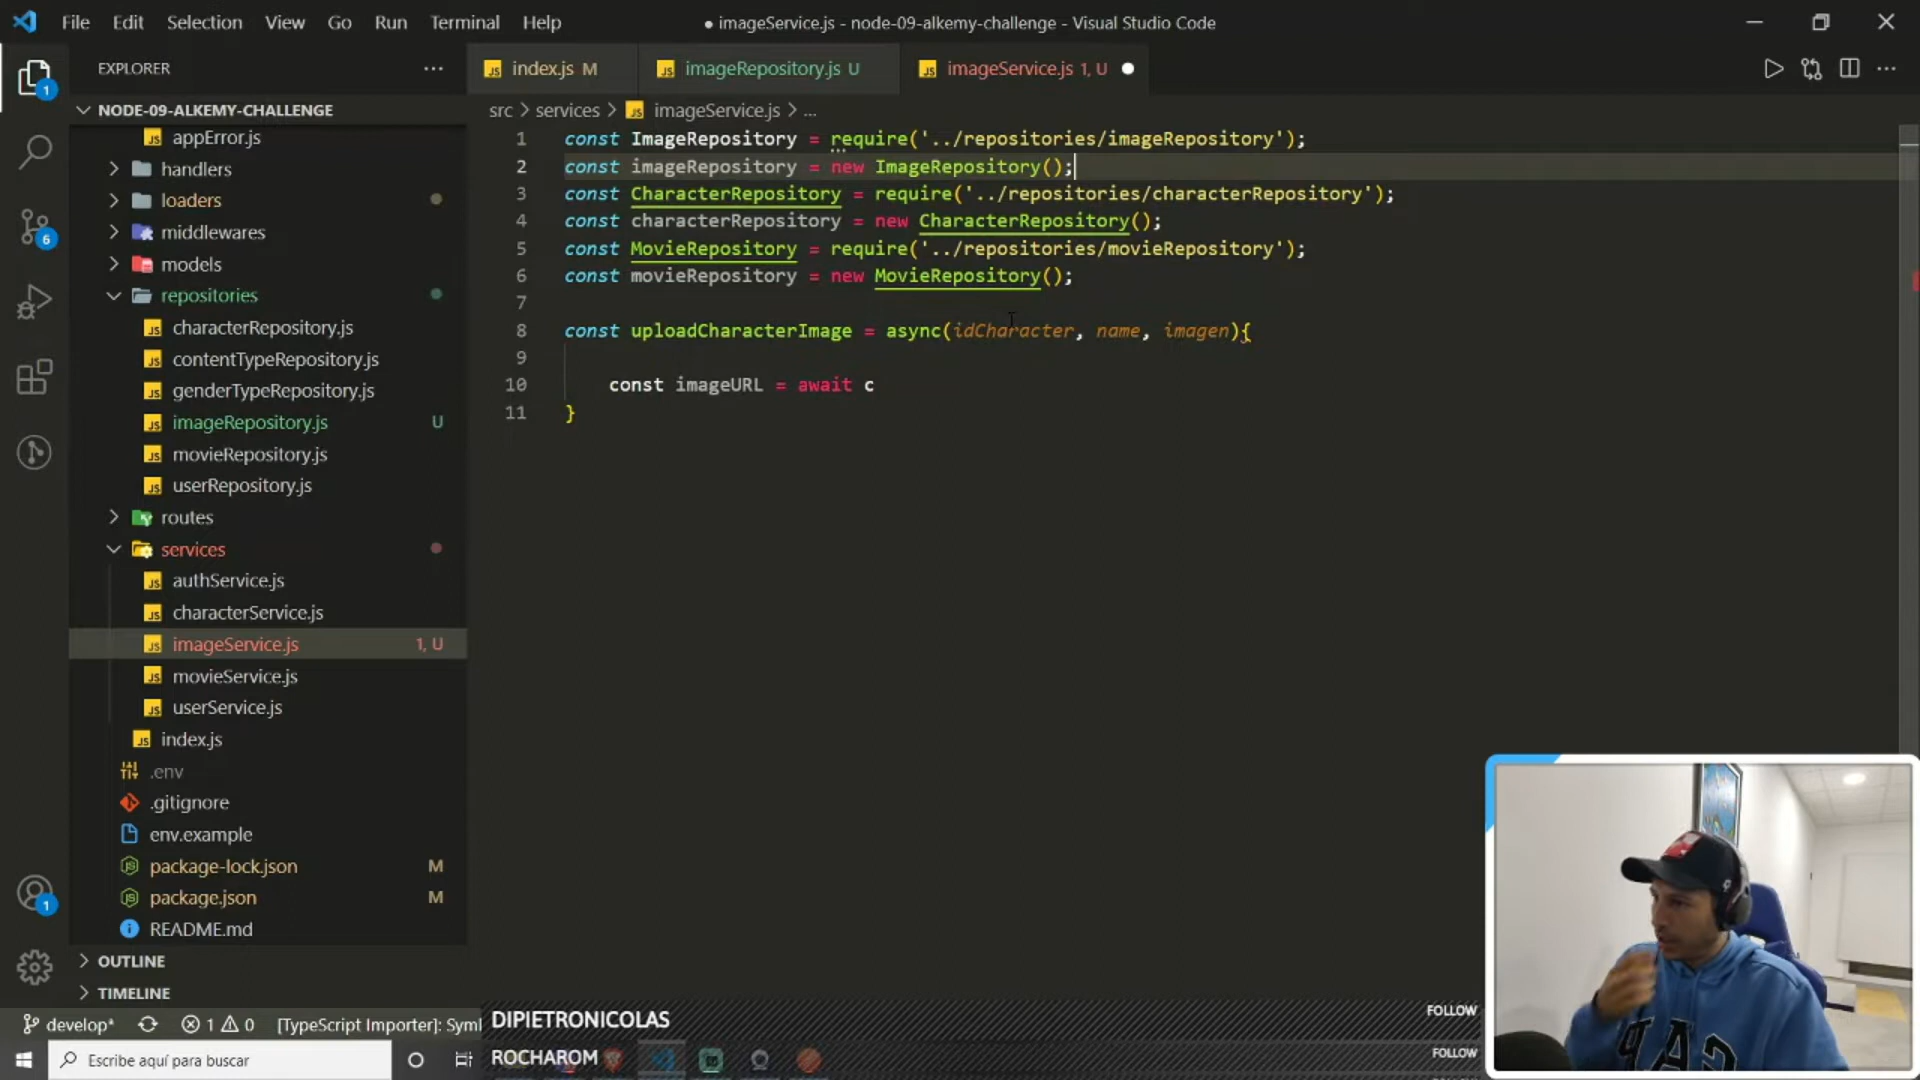 File Edit Selection View Go Run Terminal Help
● imageService.js - node-09-alkemy-challenge - Visual Studio Code
EXPLORER
index.js M
imageRepository.js U
imageService.js 1, U
NODE-09-ALKEMY-CHALLENGE
src > services > imageService.js > ...
appError.js
handlers
loaders
middlewares
models
repositories
characterRepository.js
contentTypeRepository.js
genderTypeRepository.js
imageRepository.js U
movieRepository.js
userRepository.js
routes
services
authService.js
characterService.js
imageService.js 1, U
movieService.js
userService.js
index.js
.env
.gitignore
env.example
package-lock.json M
package.json M
README.md
OUTLINE
TIMELINE
1 const ImageRepository = require('../repositories/imageRepository');
2 const imageRepository = new ImageRepository();
3 const CharacterRepository = require('../repositories/characterRepository');
4 const characterRepository = new CharacterRepository();
5 const MovieRepository = require('../repositories/movieRepository');
6 const movieRepository = new MovieRepository();
7
8 const uploadCharacterImage = async(idCharacter, name, imagen){
9
10 const imageURL = await c
11 }
1
6
1
develop* 1 0 [TypeScript Importer]: Syml
DIPIETRONICOLAS FOLLOW
ROCHAROM FOLLOW
Escribe aquí para buscar
GAP